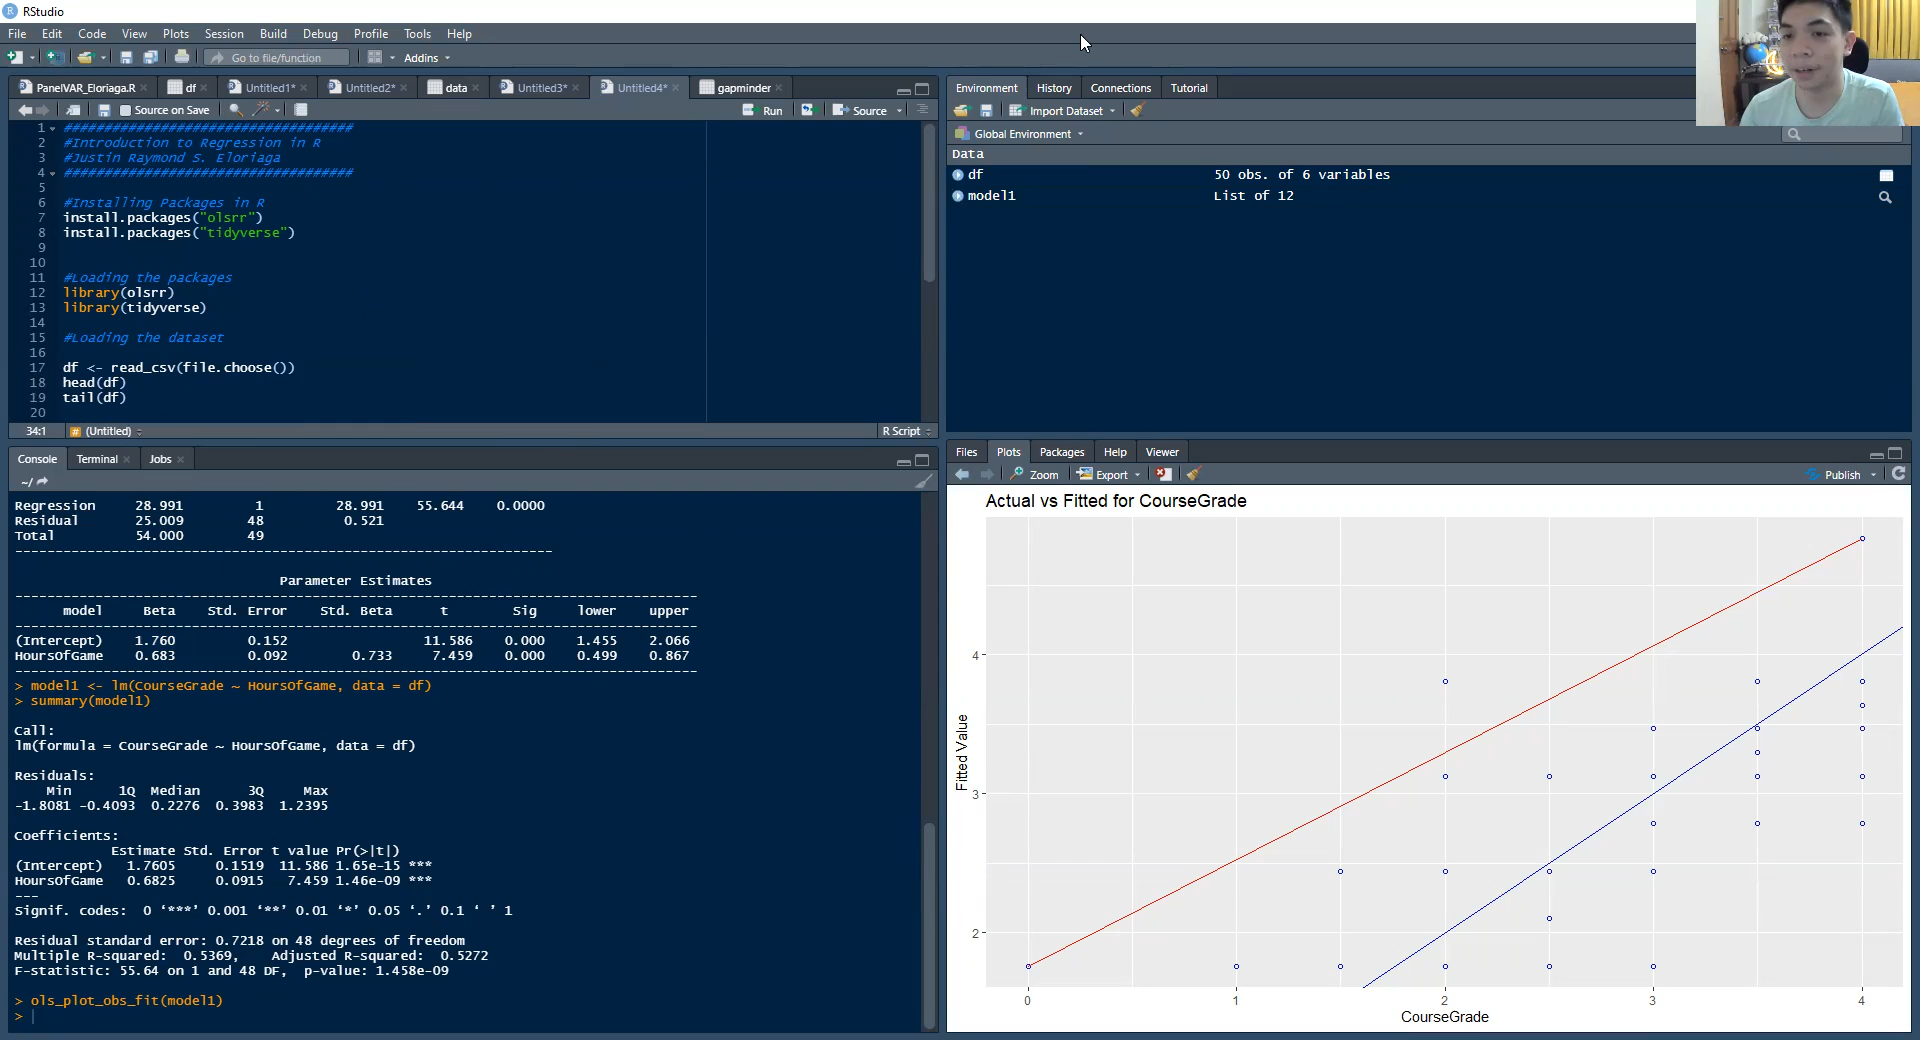 RStudio
File Edit Code View Plots Session Build Debug Profile Tools Help
Go to file/function Addins
PanelVAR_Eloriaga.R df Untitled1* Untitled2* data Untitled3* Untitled4* gapminder
Source on Save Run Source
1 ####################################
2 #Introduction to Regression in R
3 #Justin Raymond S. Eloriaga
4 ####################################
5
6 #Installing Packages in R
7 install.packages("olsrr")
8 install.packages("tidyverse")
9
10
11 #Loading the packages
12 library(olsrr)
13 library(tidyverse)
14
15 #Loading the dataset
16
17 df <- read_csv(file.choose())
18 head(df)
19 tail(df)
20
34:1 (Untitled) R Script
Console Terminal Jobs
~/
Regression 28.991 1 28.991 55.644 0.0000
Residual 25.009 48 0.521
Total 54.000 49
--------------------------------------------------------------------
Parameter Estimates
--------------------------------------------------------------------------------------
model Beta Std. Error Std. Beta t Sig lower upper
--------------------------------------------------------------------------------------
(Intercept) 1.760 0.152 11.586 0.000 1.455 2.066
HoursOfGame 0.683 0.092 0.733 7.459 0.000 0.499 0.867
--------------------------------------------------------------------------------------
> model1 <- lm(CourseGrade ~ HoursOfGame, data = df)
> summary(model1)
Call:
lm(formula = CourseGrade ~ HoursOfGame, data = df)
Residuals:
Min 1Q Median 3Q Max
-1.8081 -0.4093 0.2276 0.3983 1.2395
Coefficients:
Estimate Std. Error t value Pr(>|t|)
(Intercept) 1.7605 0.1519 11.586 1.65e-15 ***
HoursOfGame 0.6825 0.0915 7.459 1.46e-09 ***
---
Signif. codes: 0 ‘***’ 0.001 ‘**’ 0.01 ‘*’ 0.05 ‘.’ 0.1 ‘ ’ 1
Residual standard error: 0.7218 on 48 degrees of freedom
Multiple R-squared: 0.5369, Adjusted R-squared: 0.5272
F-statistic: 55.64 on 1 and 48 DF, p-value: 1.458e-09
> ols_plot_obs_fit(model1)
>
Environment History Connections Tutorial
Import Dataset
Global Environment
Data
df 50 obs. of 6 variables
model1 List of 12
Files Plots Packages Help Viewer
Zoom Export Publish
Actual vs Fitted for CourseGrade
Fitted Value
4
3
2
0 1 2 3 4
CourseGrade